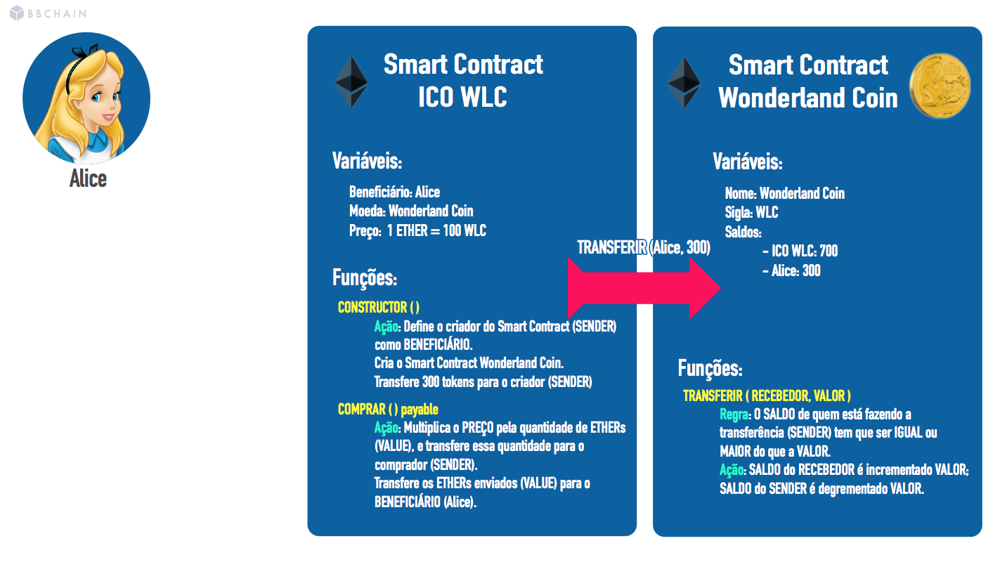 BBCHAIN
Alice
Smart Contract
ICO WLC
Variáveis:
Beneficiário: Alice
Moeda: Wonderland Coin
Preço: 1 ETHER = 100 WLC
Funções:
CONSTRUCTOR ( )
Ação: Define o criador do Smart Contract (SENDER)
como BENEFICIÁRIO.
Cria o Smart Contract Wonderland Coin.
Transfere 300 tokens para o criador (SENDER)
COMPRAR ( ) payable
Ação: Multiplica o PREÇO pela quantidade de ETHERs
(VALUE), e transfere essa quantidade para o
comprador (SENDER).
Transfere os ETHERs enviados (VALUE) para o
BENEFICIÁRIO (Alice).
TRANSFERIR (Alice, 300)
Smart Contract
Wonderland Coin
Variáveis:
Nome: Wonderland Coin
Sigla: WLC
Saldos:
- ICO WLC: 700
- Alice: 300
Funções:
TRANSFERIR ( RECEBEDOR, VALOR )
Regra: O SALDO de quem está fazendo a
transferência (SENDER) tem que ser IGUAL ou
MAIOR do que a VALOR.
Ação: SALDO do RECEBEDOR é incrementado VALOR;
SALDO do SENDER é degrementado VALOR.